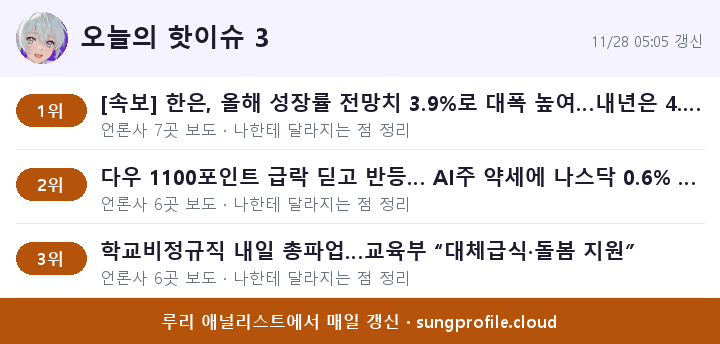 오늘의 핫이슈 3
11/28 05:05 갱신
1위
[속보] 한은, 올해 성장률 전망치 3.9%로 대폭 높여...내년은 4....
언론사 7곳 보도 · 나한테 달라지는 점 정리
2위
다우 1100포인트 급락 딛고 반등... AI주 약세에 나스닥 0.6% ...
언론사 6곳 보도 · 나한테 달라지는 점 정리
3위
학교비정규직 내일 총파업...교육부 “대체급식·돌봄 지원”
언론사 6곳 보도 · 나한테 달라지는 점 정리
루리 애널리스트에서 매일 갱신 · sungprofile.cloud